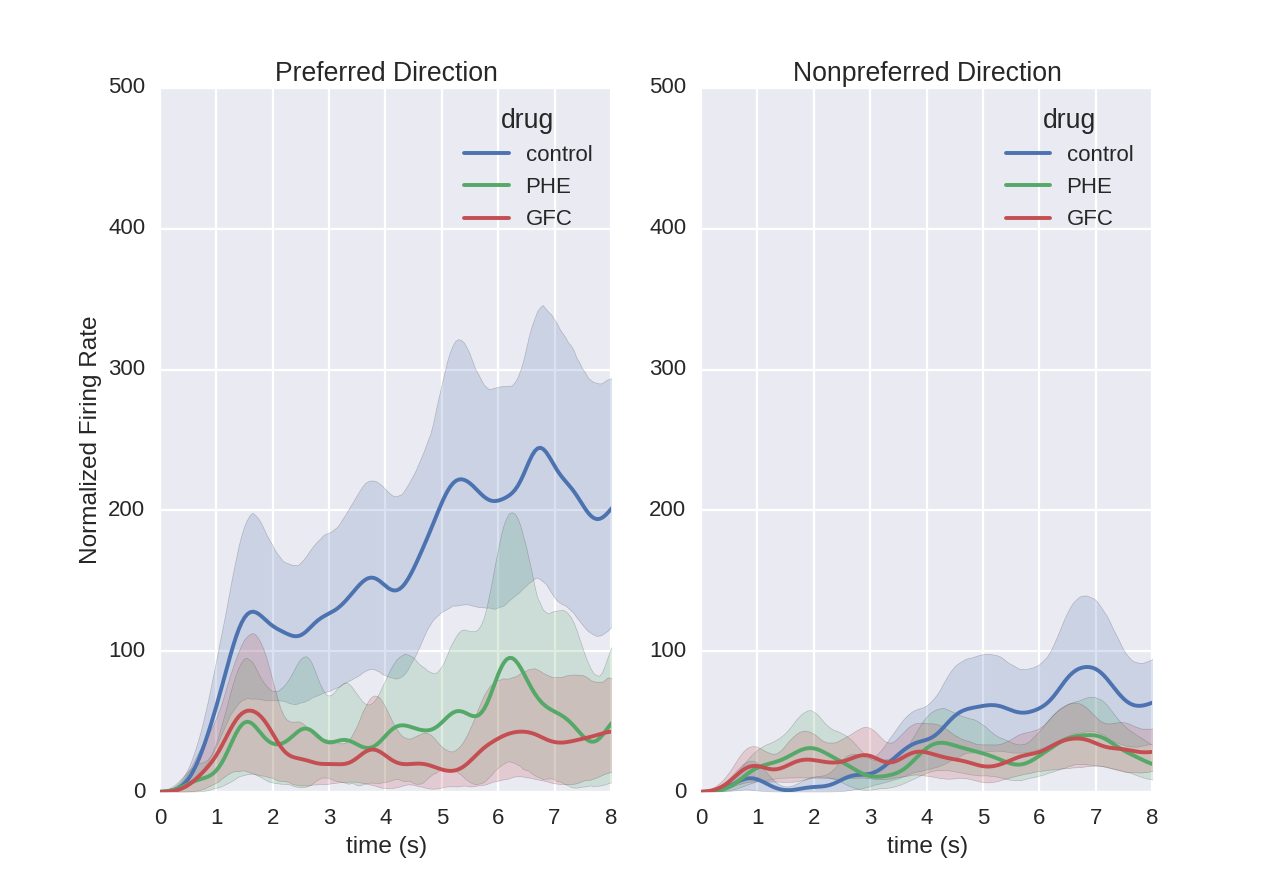 Preferred Direction
Normalized Firing Rate
500
400
300
200
100
0
drug
control
PHE
GFC
0 1 2 3 4 5 6 7 8
time (s)
Nonpreferred Direction
500
400
300
200
100
0
drug
control
PHE
GFC
0 1 2 3 4 5 6 7 8
time (s)